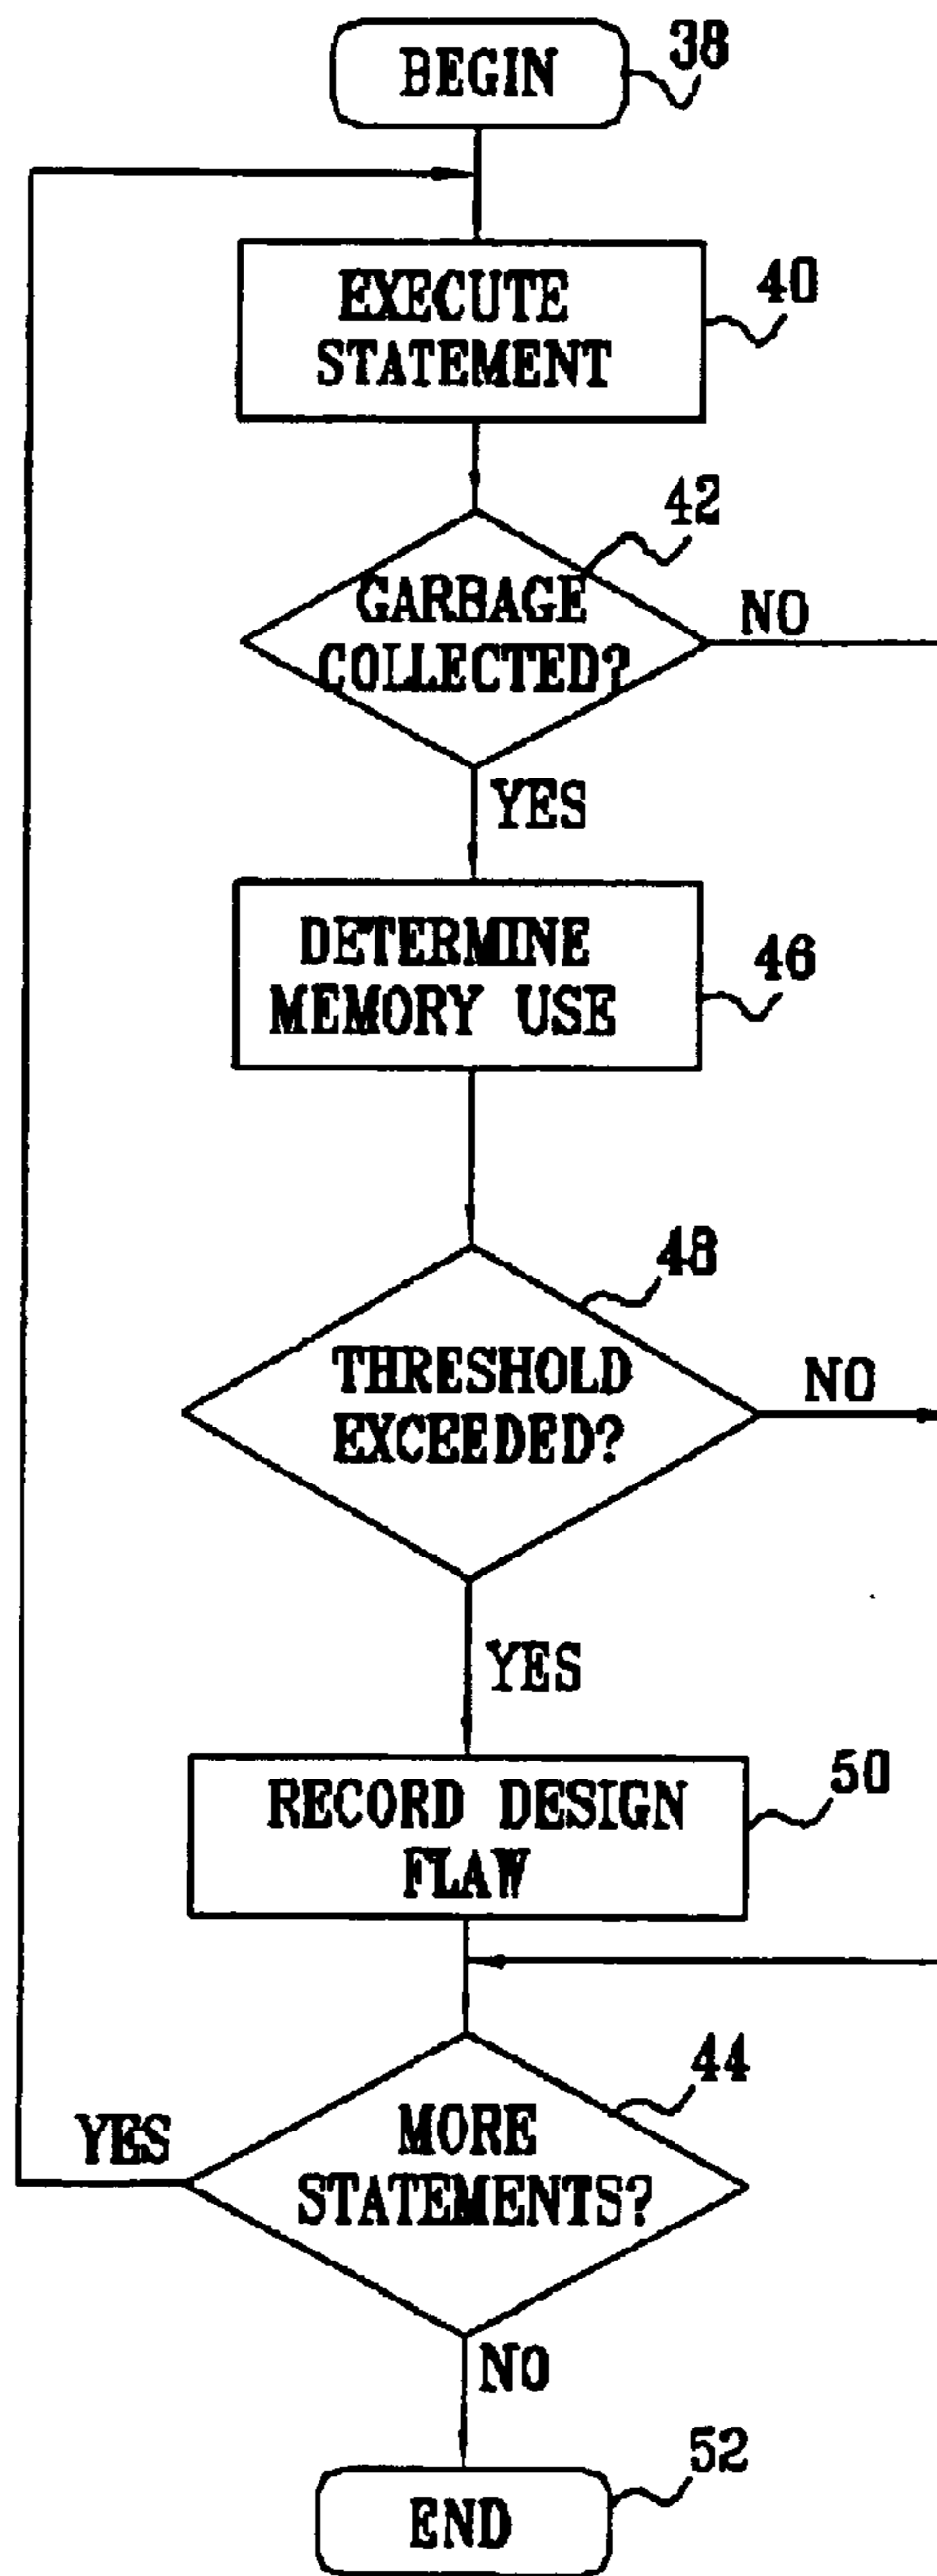 BEGIN
38
EXECUTE
STATEMENT
40
42
GARBAGE
COLLECTED?
NO
YES
DETERMINE
MEMORY USE
46
48
THRESHOLD
EXCEEDED?
NO
YES
RECORD DESIGN
FLAW
50
44
MORE
STATEMENTS?
YES
NO
END
52